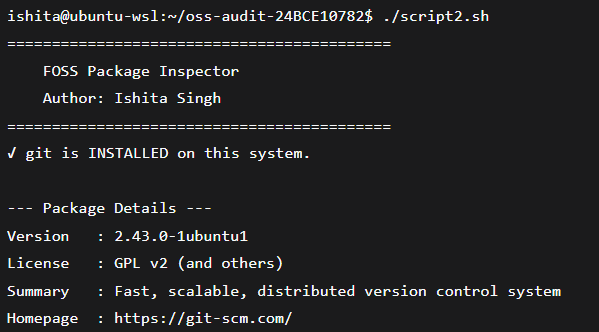 ishita@ubuntu-wsl:~/oss-audit-24BCE10782$ ./script2.sh
==========================================
FOSS Package Inspector
Author: Ishita Singh
==========================================
✓ git is INSTALLED on this system.
--- Package Details ---
Version   : 2.43.0-1ubuntu1
License   : GPL v2 (and others)
Summary   : Fast, scalable, distributed version control system
Homepage  : https://git-scm.com/